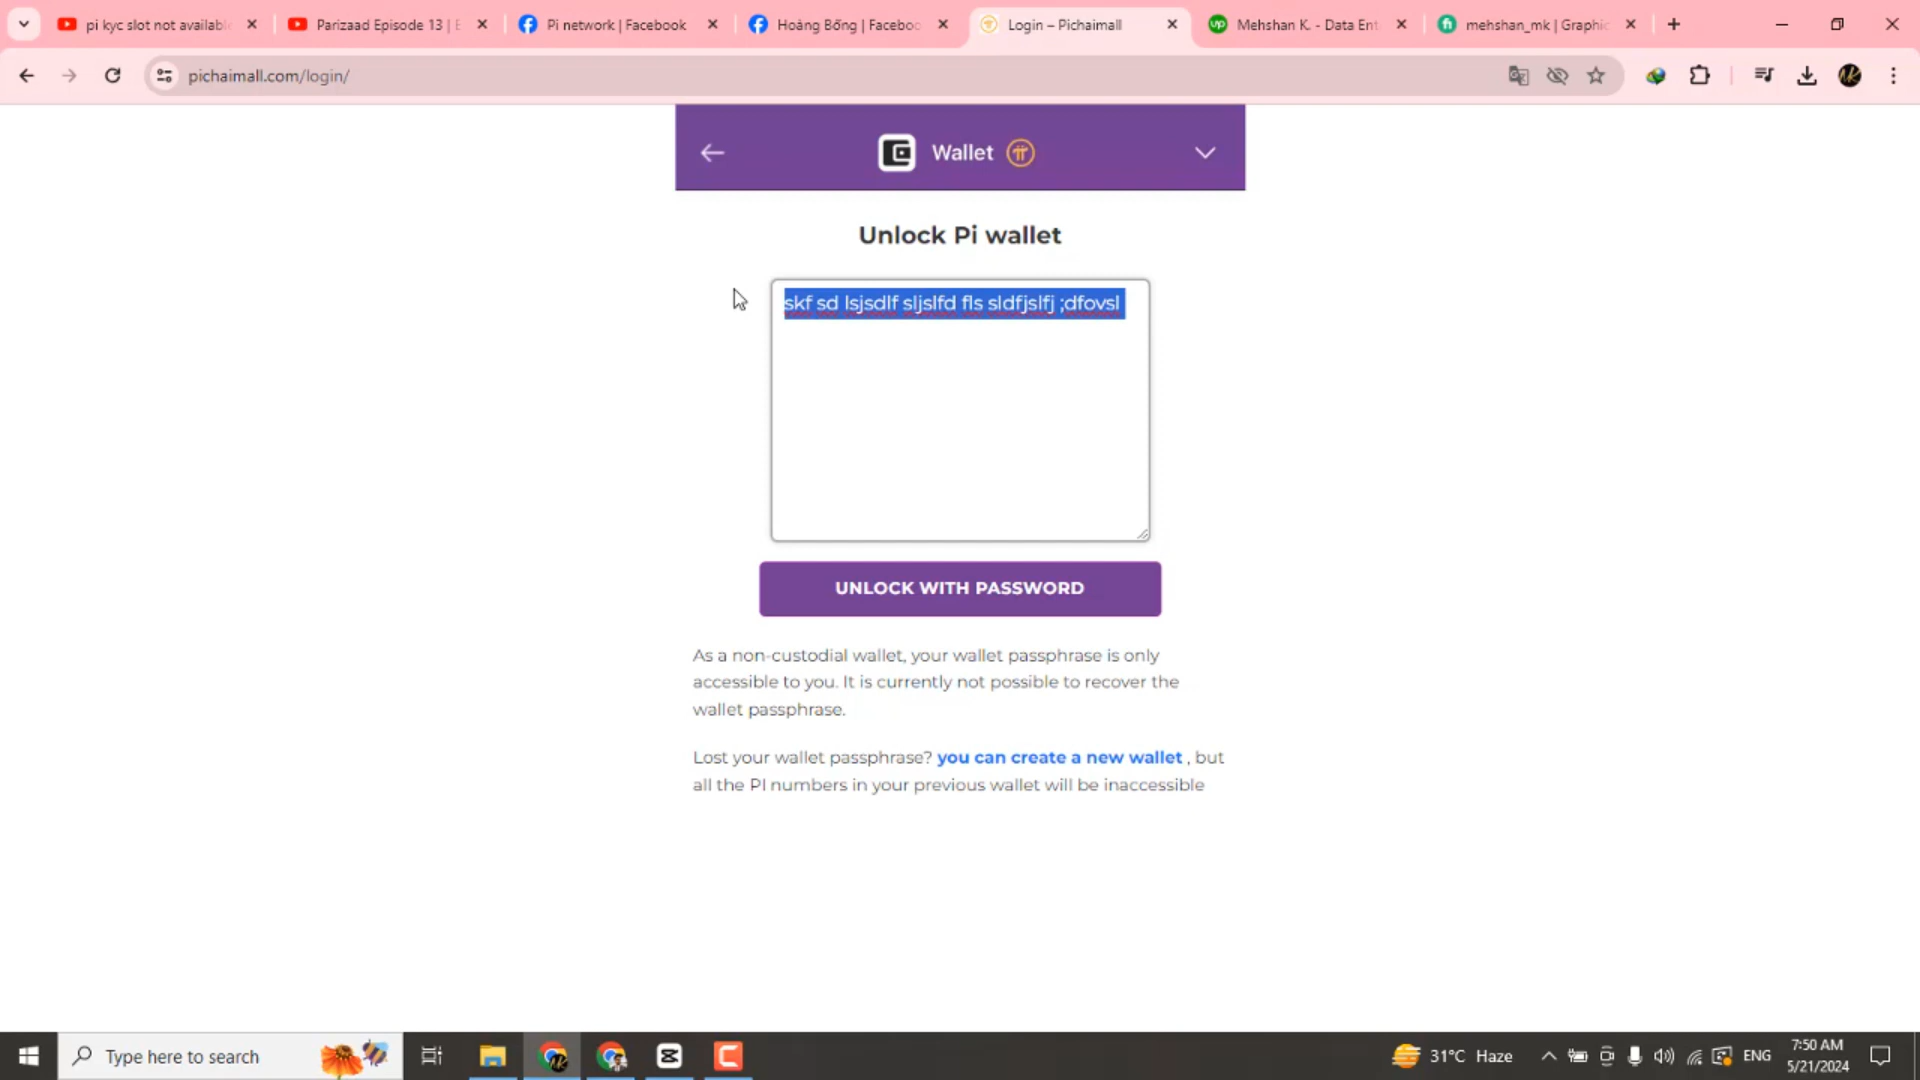 pi kyc slot not availabl
Parizaad Episode 13 | E
Pi network | Facebook
Hoàng Bống | Faceboo
Login – Pichaimall
Mehshan K. - Data Ent
mehshan_mk | Graphic
pichaimall.com/login/
Wallet
Unlock Pi wallet
skf sd lsjsdlf sljslfd fls sldfjslfj ;dfovsl
UNLOCK WITH PASSWORD
As a non-custodial wallet, your wallet passphrase is only
accessible to you. It is currently not possible to recover the
wallet passphrase.
Lost your wallet passphrase? you can create a new wallet , but
all the PI numbers in your previous wallet will be inaccessible
Type here to search
31°C Haze
ENG
7:50 AM
5/21/2024